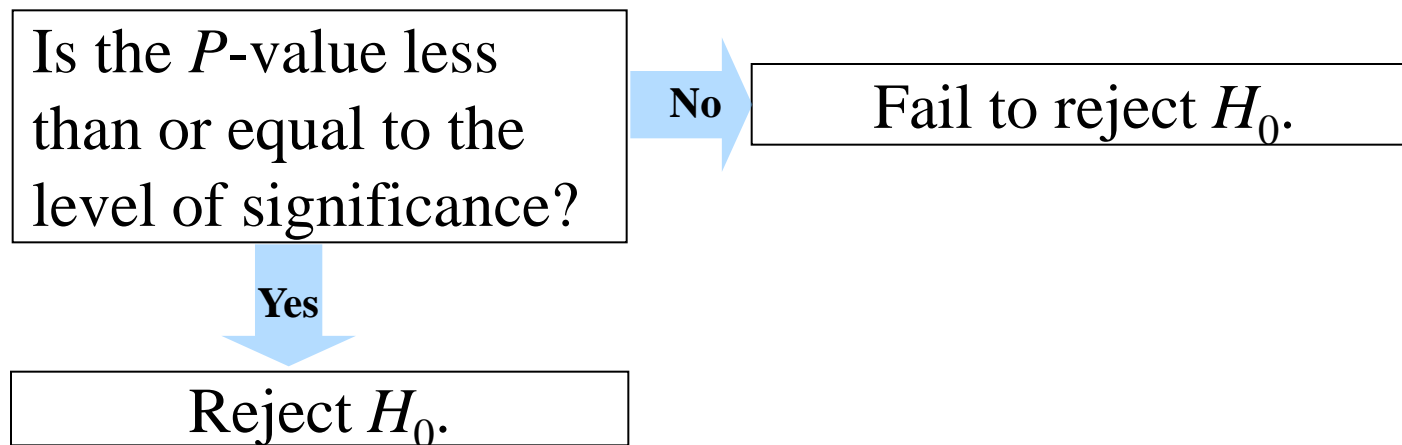 Is the P-value less
than or equal to the
level of significance?
No
Fail to reject H₀.
Yes
Reject H₀.